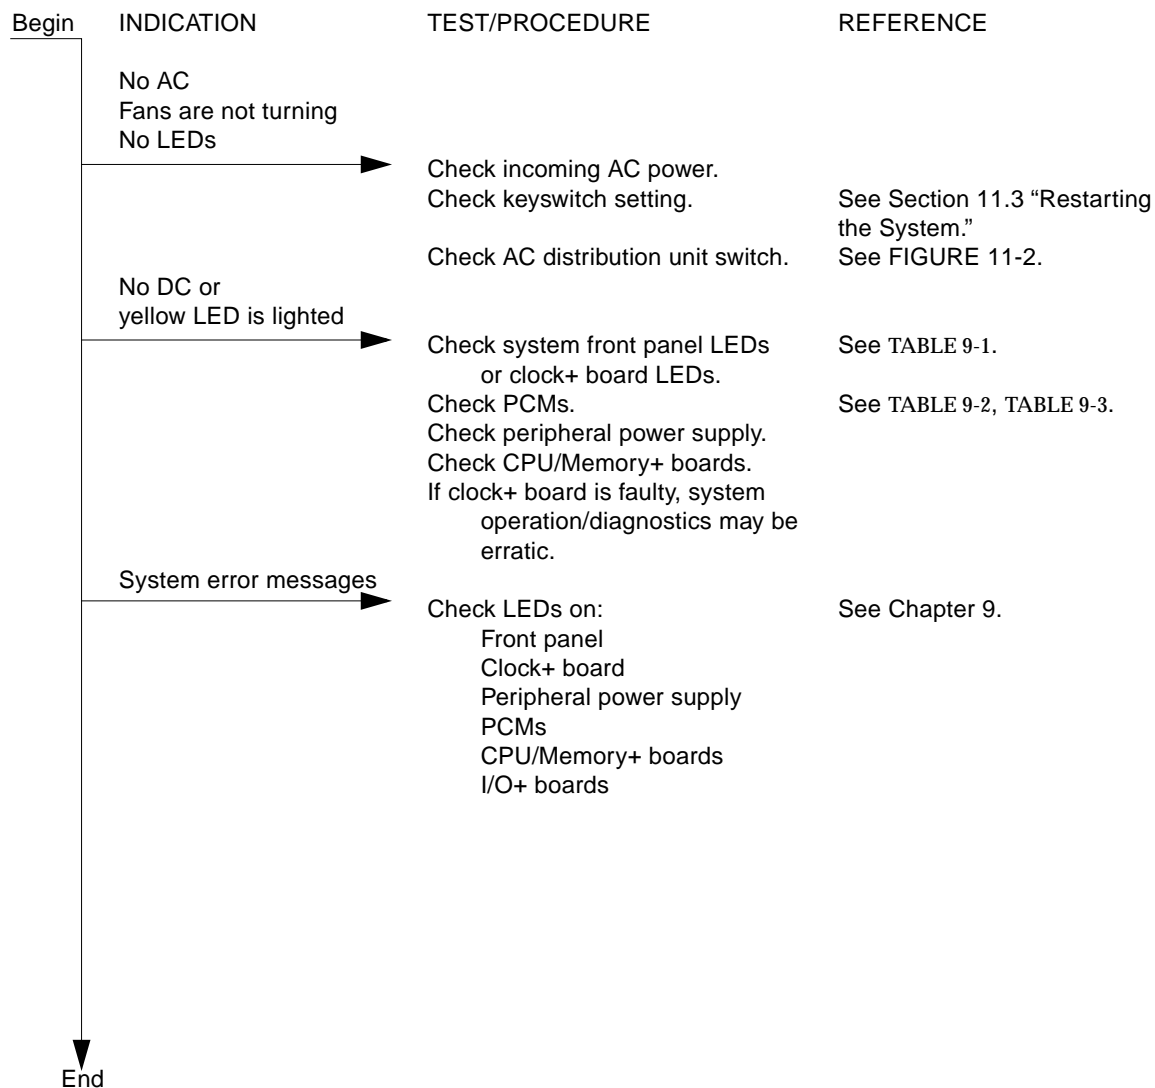 Begin INDICATION TEST/PROCEDURE REFERENCE
No AC
Fans are not turning
No LEDs
Check incoming AC power.
Check keyswitch setting. See Section 11.3 “Restarting
the System.”
Check AC distribution unit switch. See FIGURE 11-2.
No DC or
yellow LED is lighted
Check system front panel LEDs See TABLE 9-1.
or clock+ board LEDs.
Check PCMs. See TABLE 9-2, TABLE 9-3.
Check peripheral power supply.
Check CPU/Memory+ boards.
If clock+ board is faulty, system
operation/diagnostics may be
erratic.
System error messages
Check LEDs on: See Chapter 9.
Front panel
Clock+ board
Peripheral power supply
PCMs
CPU/Memory+ boards
I/O+ boards
End